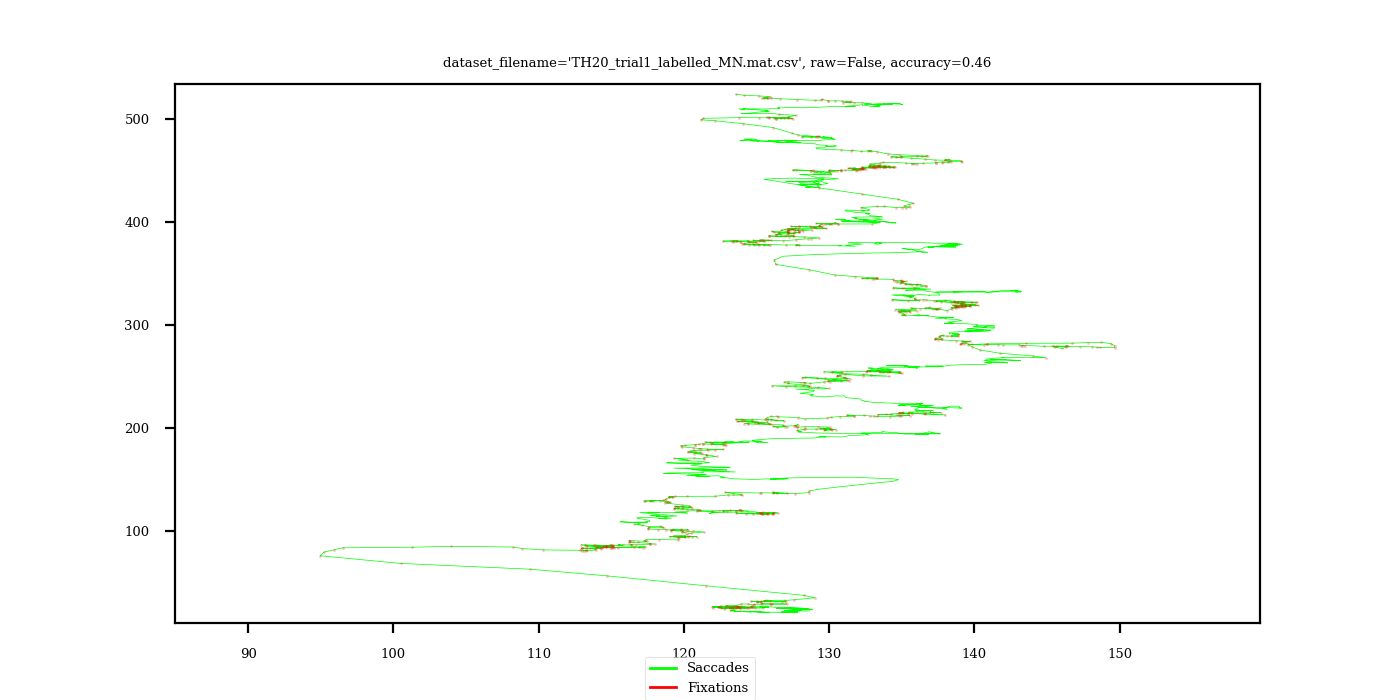 dataset_filename='TH20_trial1_labelled_MN.mat.csv', raw=False, accuracy=0.46
500
400
300
200
100
90 100 110 120 130 140 150
Saccades
Fixations